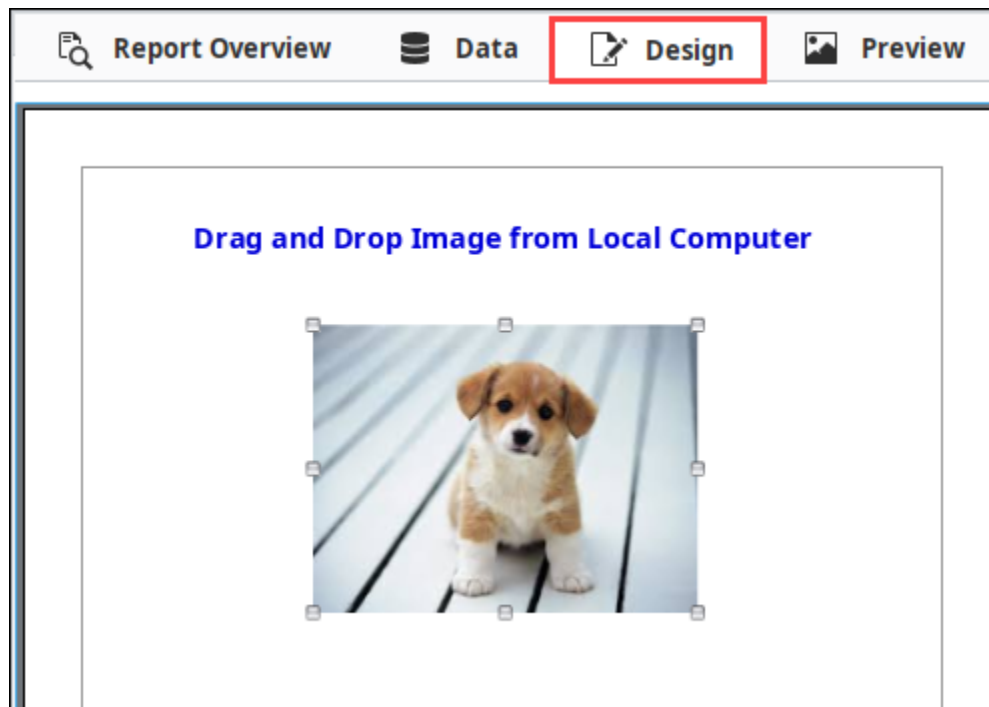 Report Overview Data Design Preview
Drag and Drop Image from Local Computer